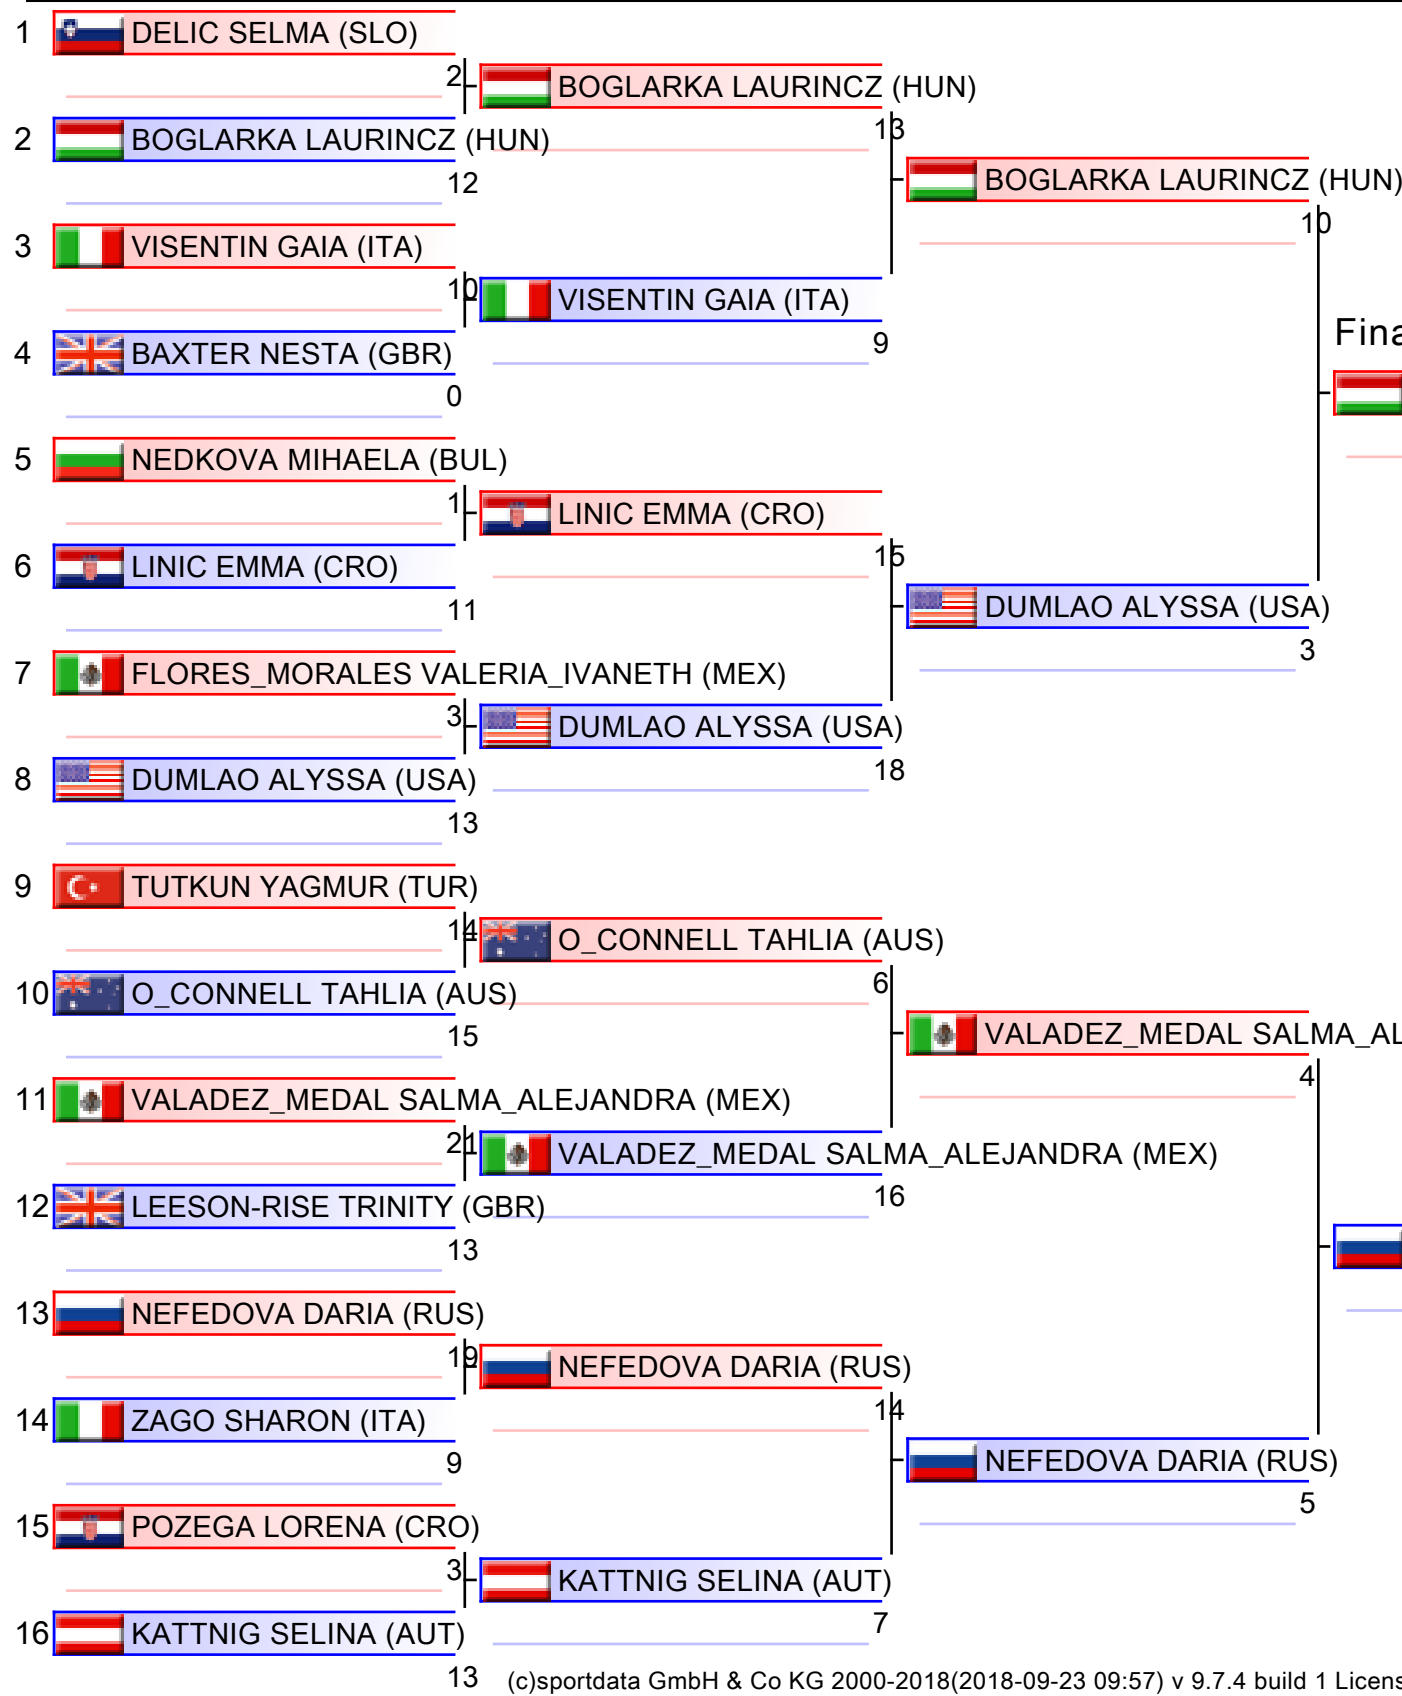 1 DELIC SELMA (SLO)
2
BOGLARKA LAURINCZ (HUN)
13
2 BOGLARKA LAURINCZ (HUN)
12
BOGLARKA LAURINCZ (HUN)
10
3 VISENTIN GAIA (ITA)
10
VISENTIN GAIA (ITA)
9
4 BAXTER NESTA (GBR)
0
Fina
5 NEDKOVA MIHAELA (BUL)
1
LINIC EMMA (CRO)
15
6 LINIC EMMA (CRO)
11
DUMLAO ALYSSA (USA)
3
7 FLORES_MORALES VALERIA_IVANETH (MEX)
3
DUMLAO ALYSSA (USA)
18
8 DUMLAO ALYSSA (USA)
13
9 TUTKUN YAGMUR (TUR)
14
O_CONNELL TAHLIA (AUS)
6
10 O_CONNELL TAHLIA (AUS)
15
VALADEZ_MEDAL SALMA_AL
4
11 VALADEZ_MEDAL SALMA_ALEJANDRA (MEX)
21
VALADEZ_MEDAL SALMA_ALEJANDRA (MEX)
16
12 LEESON-RISE TRINITY (GBR)
13
13 NEFEDOVA DARIA (RUS)
19
NEFEDOVA DARIA (RUS)
14
14 ZAGO SHARON (ITA)
9
NEFEDOVA DARIA (RUS)
5
15 POZEGA LORENA (CRO)
3
KATTNIG SELINA (AUT)
7
16 KATTNIG SELINA (AUT)
13
(c)sportdata GmbH & Co KG 2000-2018(2018-09-23 09:57) v 9.7.4 build 1 Licens